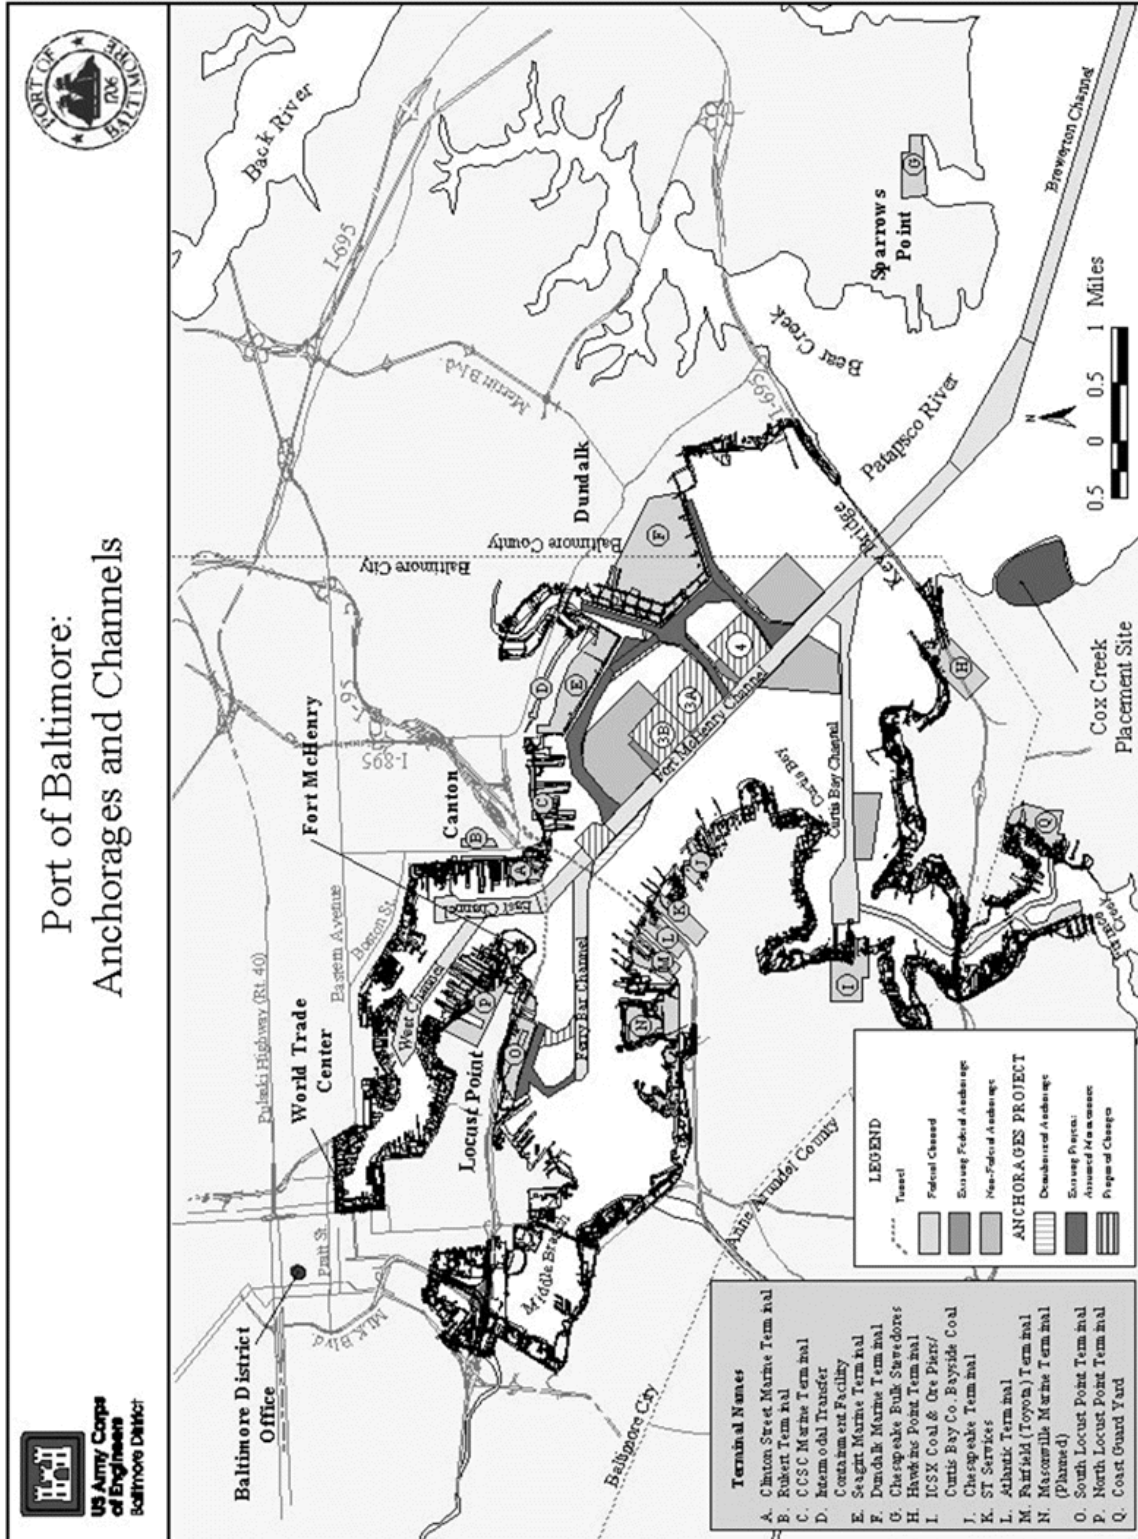 US Army Corps
of Engineers
Baltimore District
Port of Baltimore:
Anchorages and Channels
PORT OF BALTIMORE
1706
Baltimore District
Office
World Trade
Center
Fort McHenry
Canton
Dundalk
Locust Point
Sparrows
Point
Back River
Bear Creek
Patapsco River
Middle Branch
Curtis Bay
Pulaski Highway (Rt. 40)
Eastern Avenue
Boston St.
Pratt St.
MLK Blvd.
Merritt Blvd.
I-895
I-95
I-695
I-695
Baltimore City
Baltimore County
Baltimore City
Anne Arundel County
West Channel
East Channel
Ferry Bar Channel
Fort McHenry Channel
Curtis Bay Channel
Brewerton Channel
Key Bridge
Cox Creek
Placement Site
3B
3A
4
A
B
C
D
E
F
G
H
I
J
K
L
M
N
O
P
Q
N
0.5 0 0.5 1 Miles
Terminal Names
A. Clinton Street Marine Terminal
B. Rukert Terminal
C. CCSC Marine Terminal
D. Intermodal Transfer
Containment Facility
E. Seagirt Marine Terminal
F. Dundalk Marine Terminal
G. Chesapeake Bulk Stevedores
H. Hawkins Point Terminal
I. ICSX Coal & Ore Piers/
Curtis Bay Co. Bayside Coal
J. Chesapeake Terminal
K. ST Services
L. Atlantic Terminal
M. Fairfield (Toyota) Terminal
N. Masonville Marine Terminal
(Planned)
O. South Locust Point Terminal
P. North Locust Point Terminal
Q. Coast Guard Yard
LEGEND
Tunnel
Federal Channel
Existing Federal Anchorage
Non-Federal Anchorage
ANCHORAGES PROJECT
Deauthorized Anchorage
Existing Project
Assumed Maintenance
Proposed Changes